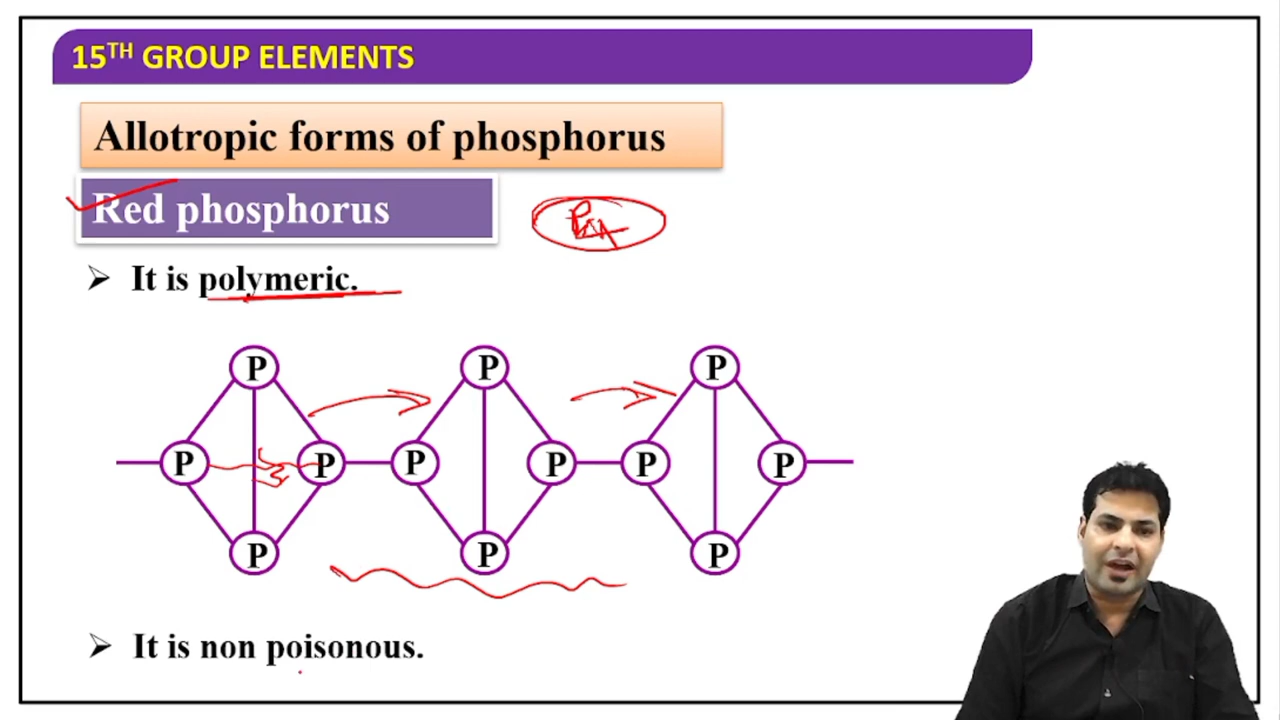 15TH GROUP ELEMENTS
Allotropic forms of phosphorus
Red phosphorus
➢ It is polymeric.
P P P
P P P P P P
P P P
➢ It is non poisonous.